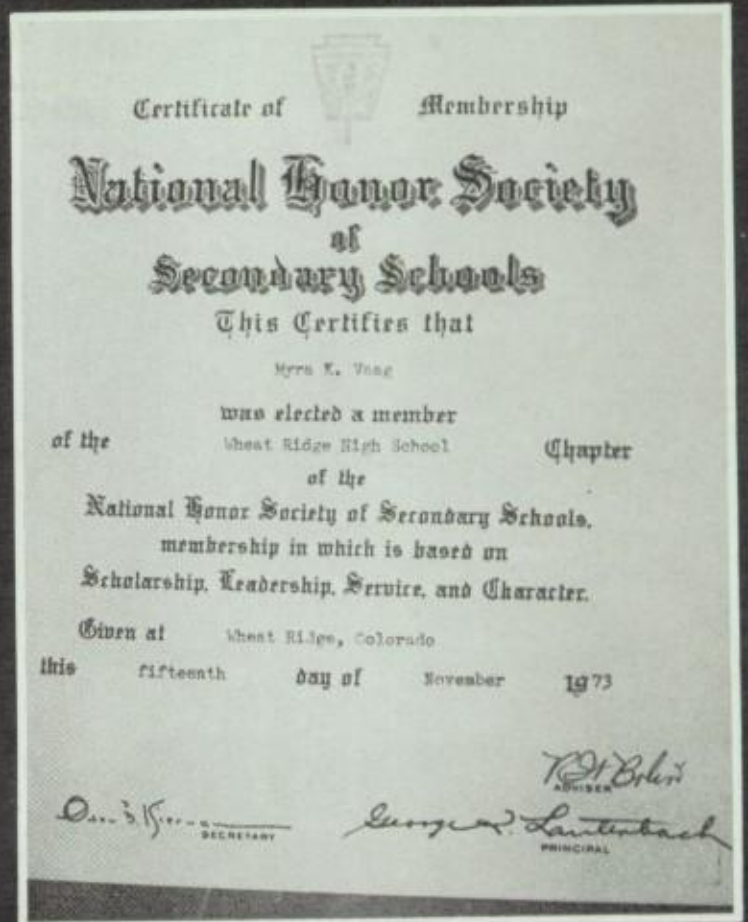 Certificate of Membership
National Honor Society
of
Secondary Schools
This Certifies that
Myra K.
was elected a member
of the Wheat Ridge High School Chapter
of the
National Honor Society of Secondary Schools,
membership in which is based on
Scholarship, Leadership, Service, and Character.
Given at Wheat Ridge, Colorado
this fifteenth day of November 1973
ADVISER
SECRETARY
George R. Lauterbach
PRINCIPAL